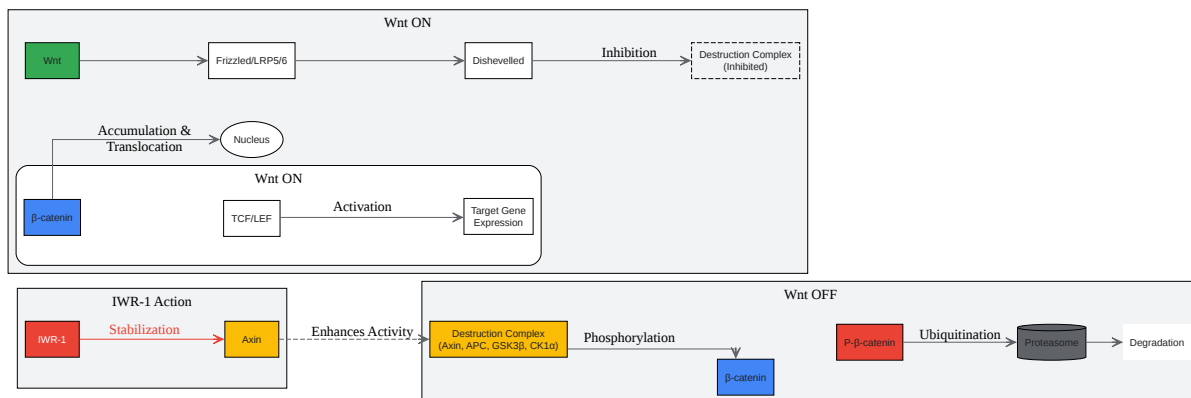 Wnt ON
Wnt
Frizzled/LRP5/6
Dishevelled
Inhibition
Destruction Complex
(Inhibited)
Accumulation &
Translocation
Nucleus
Wnt ON
β-catenin
TCF/LEF
Activation
Target Gene
Expression
IWR-1 Action
IWR-1
Stabilization
Axin
Enhances Activity
Wnt OFF
Destruction Complex
(Axin, APC, GSK3β, CK1α)
Phosphorylation
β-catenin
P-β-catenin
Ubiquitination
Proteasome
Degradation